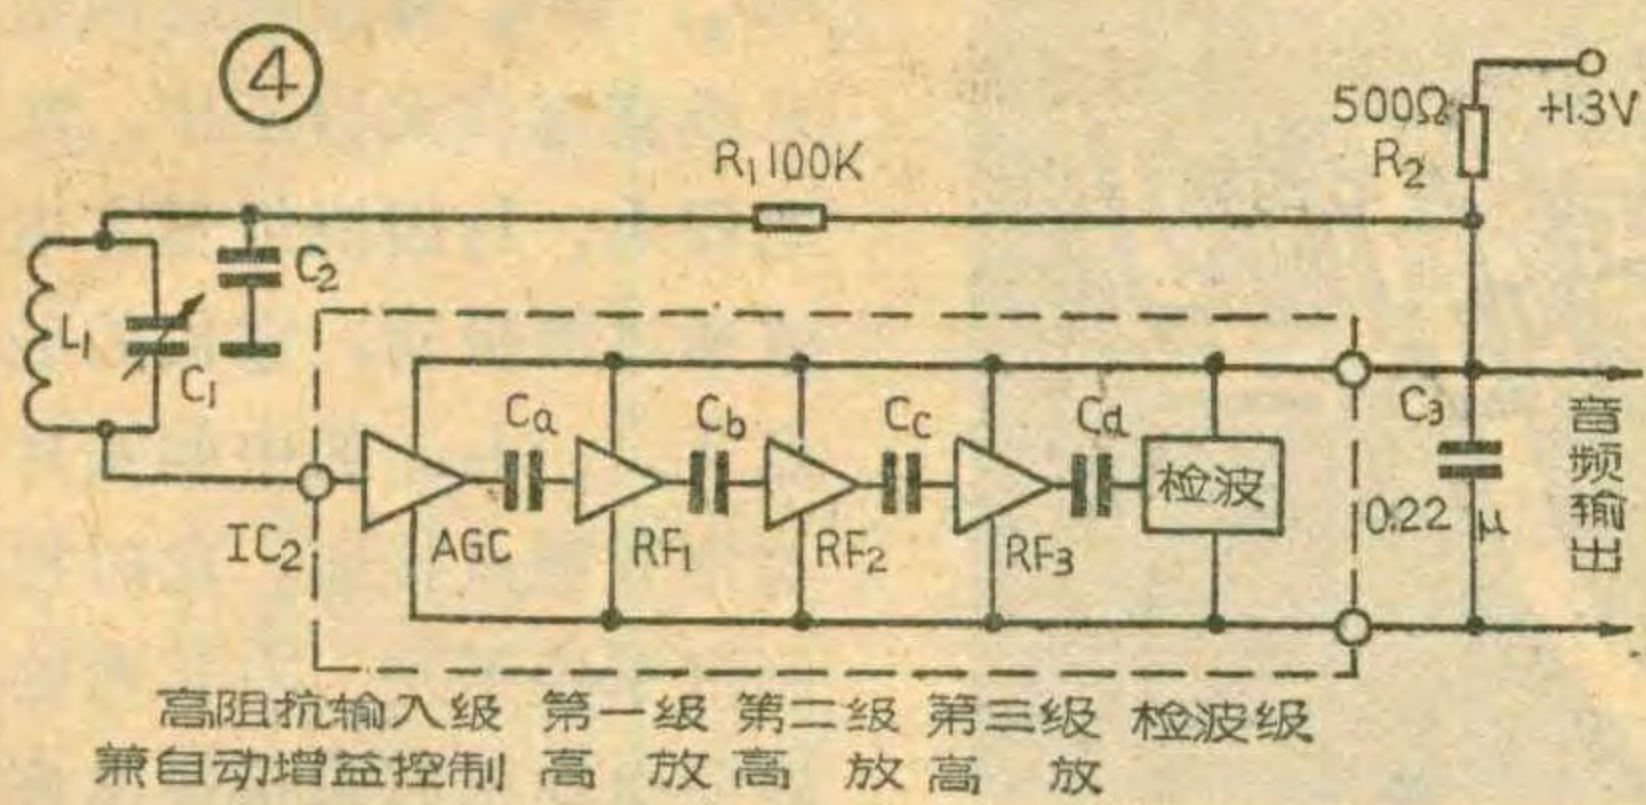 ④
500Ω
R₂
+1.3V
R₁ 100K
C₂
L₁
C₁
Ca
Cb
Cc
Cd
C₃
0.22 μ
检波
IC₂
AGC
RF₁
RF₂
RF₃
音频输出
高阻抗输入级 第一级 第二级 第三级 检波级
兼自动增益控制 高 放 高 放 高 放